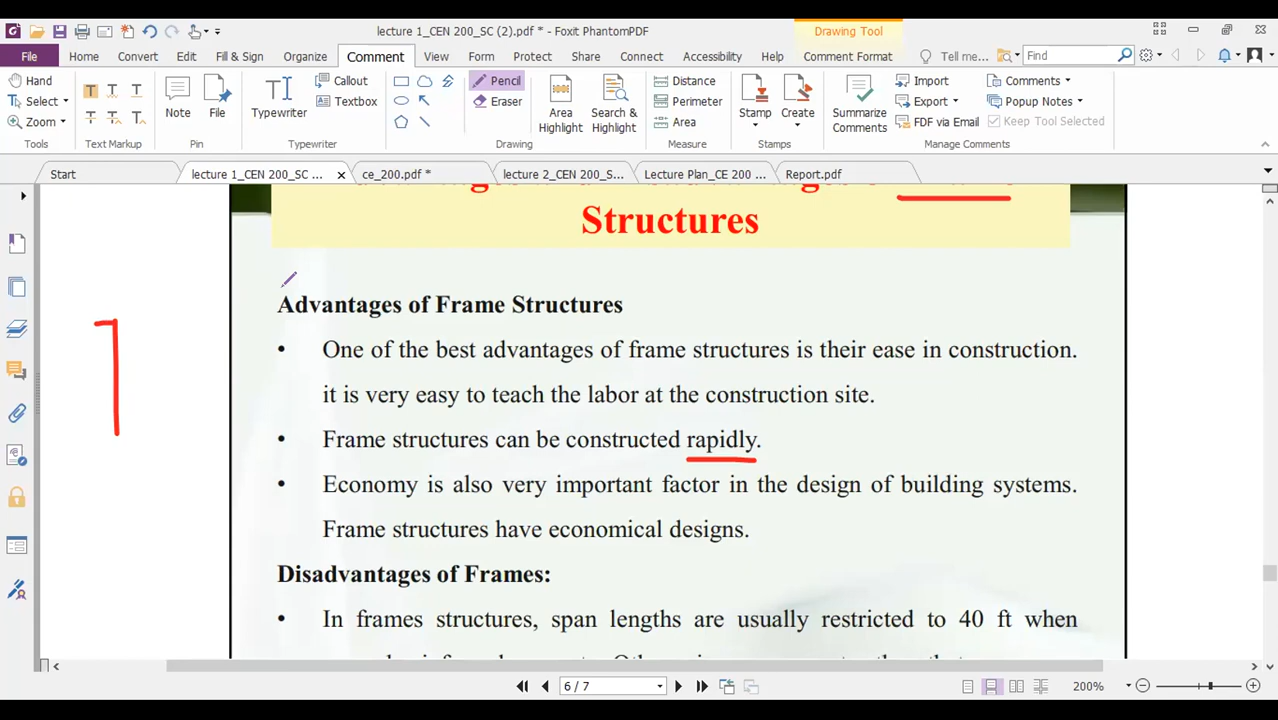 lecture 1_CEN 200_SC (2).pdf * - Foxit PhantomPDF
Drawing Tool
File Home Convert Edit Fill & Sign Organize Comment View Form Protect Share Connect Accessibility Help Comment Format Tell me... Find
Hand
Select
Zoom
Tools
Text Markup
Note
File
Pin
Typewriter
Callout
Textbox
Typewriter
Pencil
Eraser
Area Highlight
Search & Highlight
Drawing
Distance
Perimeter
Area
Measure
Stamp
Create
Stamps
Summarize Comments
Import
Export
FDF via Email
Comments
Popup Notes
Keep Tool Selected
Manage Comments
Start
lecture 1_CEN 200_SC ...
ce_200.pdf *
lecture 2_CEN 200_S...
Lecture Plan_CE 200 ...
Report.pdf
Structures
1
Advantages of Frame Structures
• One of the best advantages of frame structures is their ease in construction.
it is very easy to teach the labor at the construction site.
• Frame structures can be constructed rapidly.
• Economy is also very important factor in the design of building systems.
Frame structures have economical designs.
Disadvantages of Frames:
• In frames structures, span lengths are usually restricted to 40 ft when
6 / 7
200%